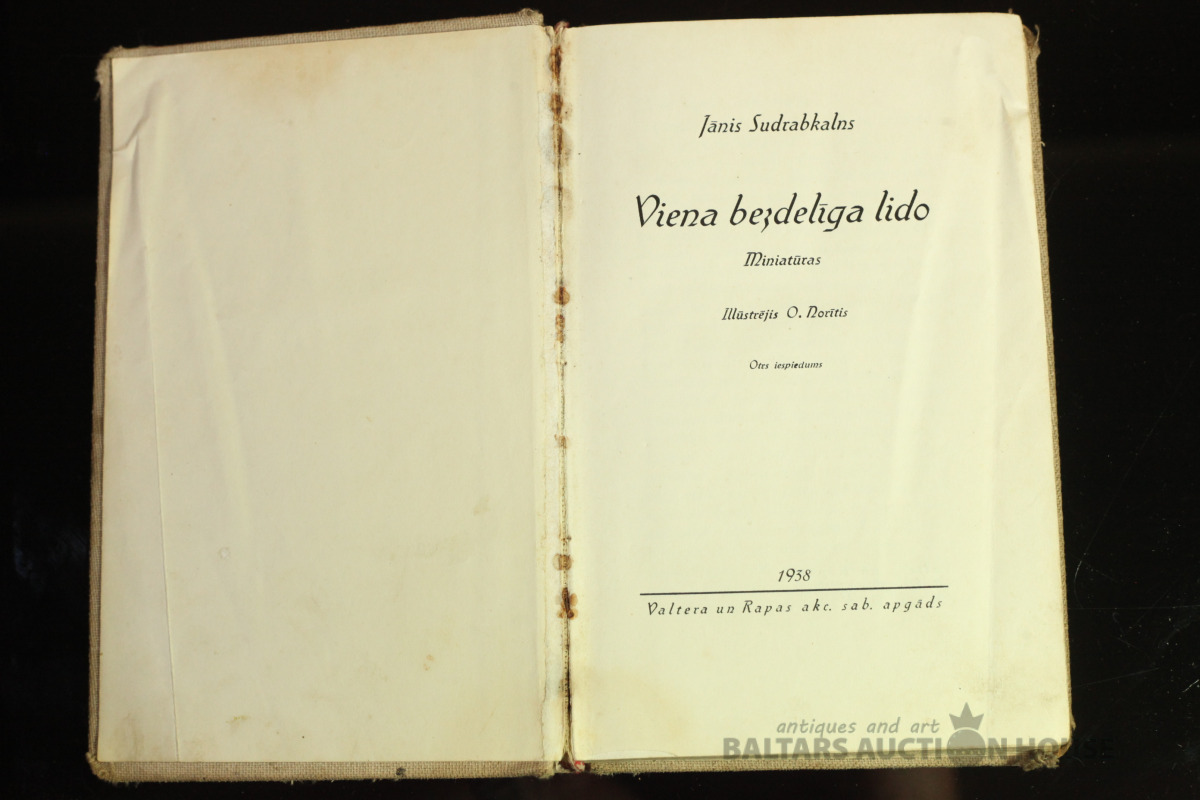 Jānis Sudrabkalns
Viena bezdelīga lido
Miniatūras
Illūstrējis O. Norītis
Otrs iespiedums
1938
Valtera un Rapas akc. sab. apgāds
antiques and art
BALTARS AUCTION HOUSE